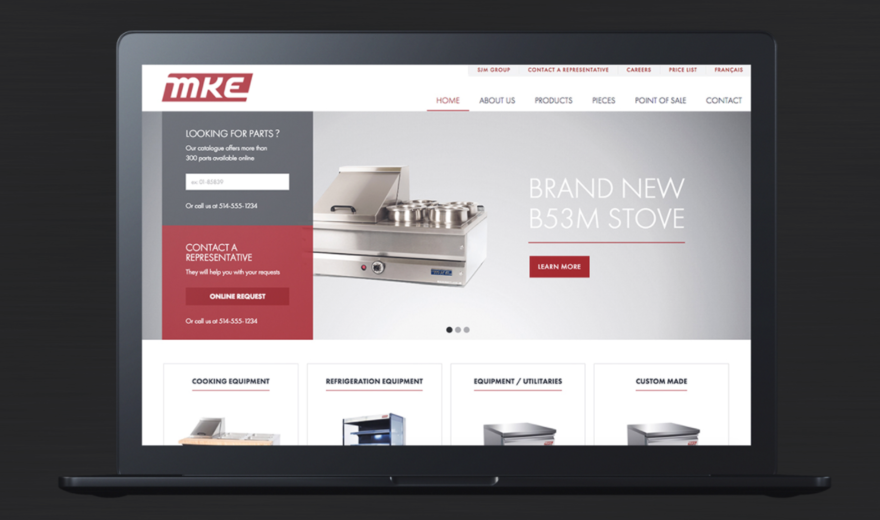 MKE
SJM GROUP CONTACT A REPRESENTATIVE CAREERS PRICE LIST FRANÇAIS
HOME ABOUT US PRODUCTS PIECES POINT OF SALE CONTACT
LOOKING FOR PARTS ?
Our catalogue offers more than
300 parts available online
ex: 01-85839
Or call us at 514-555-1234
CONTACT A
REPRESENTATIVE
They will help you with your requests
ONLINE REQUEST
Or call us at 514-555-1234
BRAND NEW
B53M STOVE
LEARN MORE
COOKING EQUIPMENT
REFRIGERATION EQUIPMENT
EQUIPMENT / UTILITARIES
CUSTOM MADE